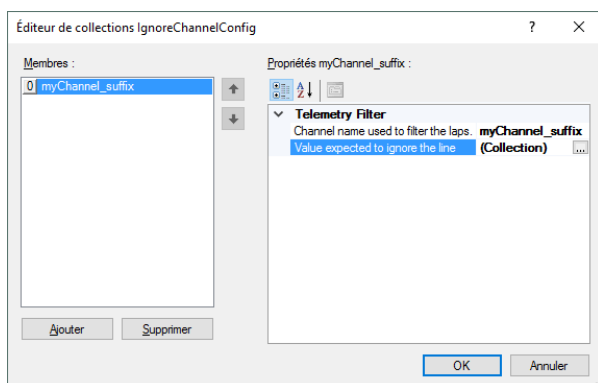 Éditeur de collections IgnoreChannelConfig ? X
Membres :
0 myChannel_suffix
Ajouter Supprimer
Propriétés myChannel_suffix :
Telemetry Filter
Channel name used to filter the laps. myChannel_suffix
Value expected to ignore the line (Collection) ...
OK Annuler